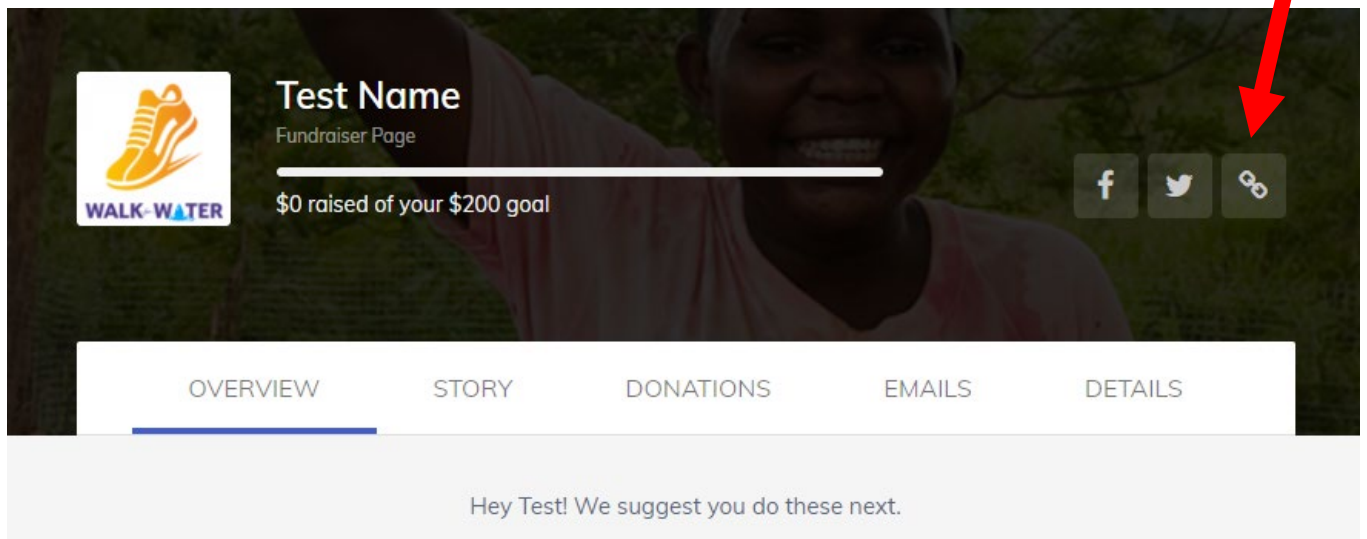 Test Name
Fundraiser Page
$0 raised of your $200 goal
WALK for WATER
OVERVIEW STORY DONATIONS EMAILS DETAILS
Hey Test! We suggest you do these next.